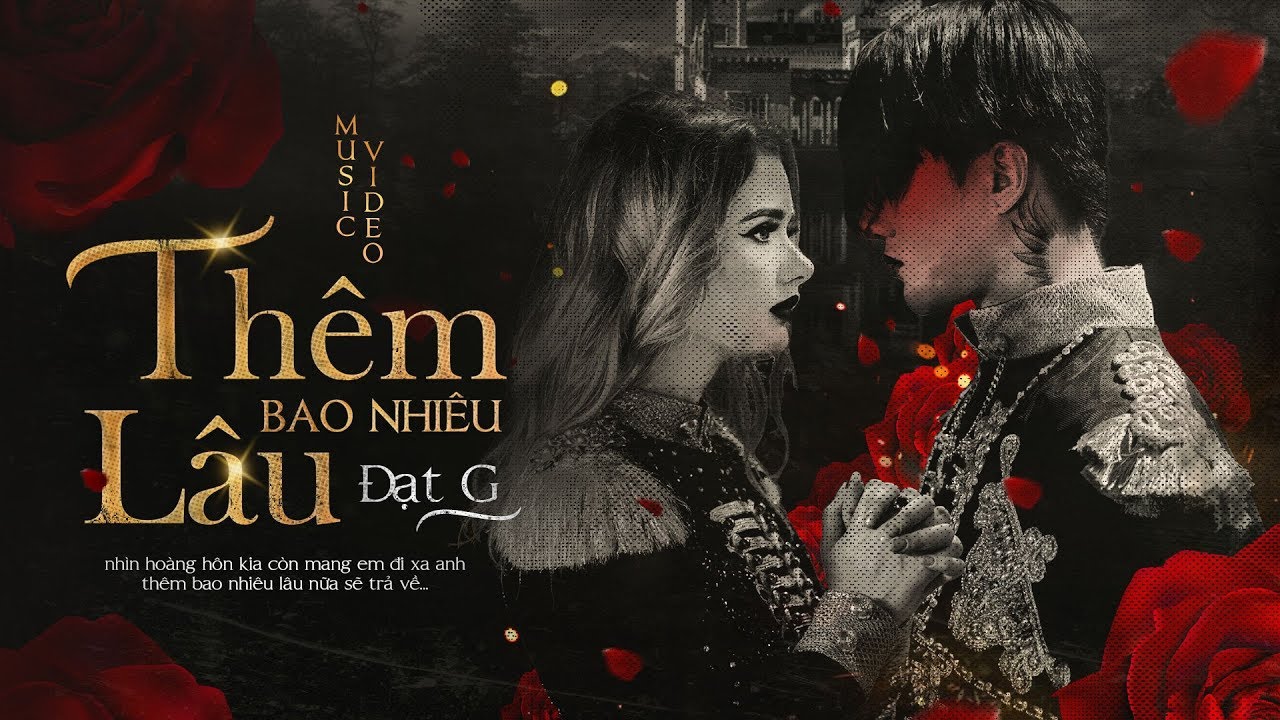 MUSIC
VIDEO
Thêm
BAO NHIÊU
Lâu
Đạt G
nhìn hoàng hôn kia còn mang em đi xa anh
thêm bao nhiêu lâu nữa sẽ trả về...